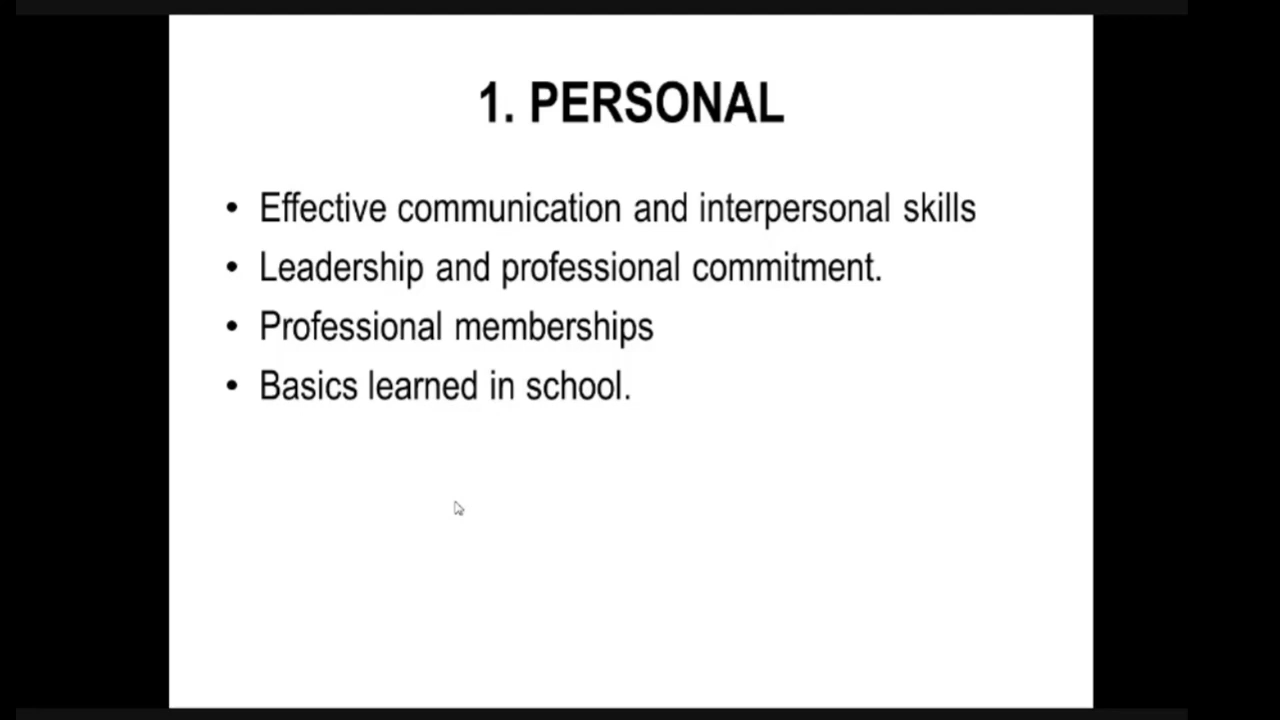 1. PERSONAL
• Effective communication and interpersonal skills
• Leadership and professional commitment.
• Professional memberships
• Basics learned in school.